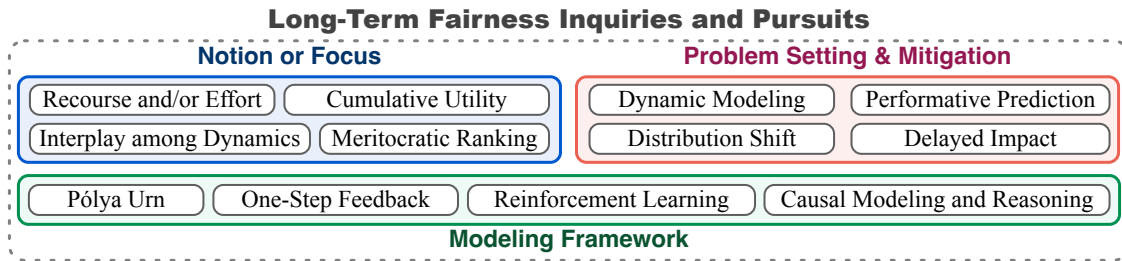 Long-Term Fairness Inquiries and Pursuits
Notion or Focus
Recourse and/or Effort
Cumulative Utility
Interplay among Dynamics
Meritocratic Ranking
Problem Setting & Mitigation
Dynamic Modeling
Performative Prediction
Distribution Shift
Delayed Impact
Pólya Urn
One-Step Feedback
Reinforcement Learning
Causal Modeling and Reasoning
Modeling Framework